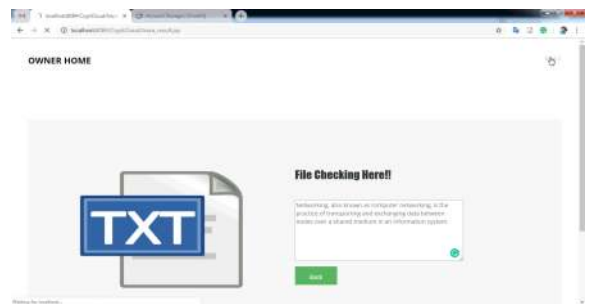 OWNER HOME
File Checking Here!!
Networking, also known as computer networking, is the
practice of transporting and exchanging data between
nodes over a shared medium in an information system.
TXT
Back